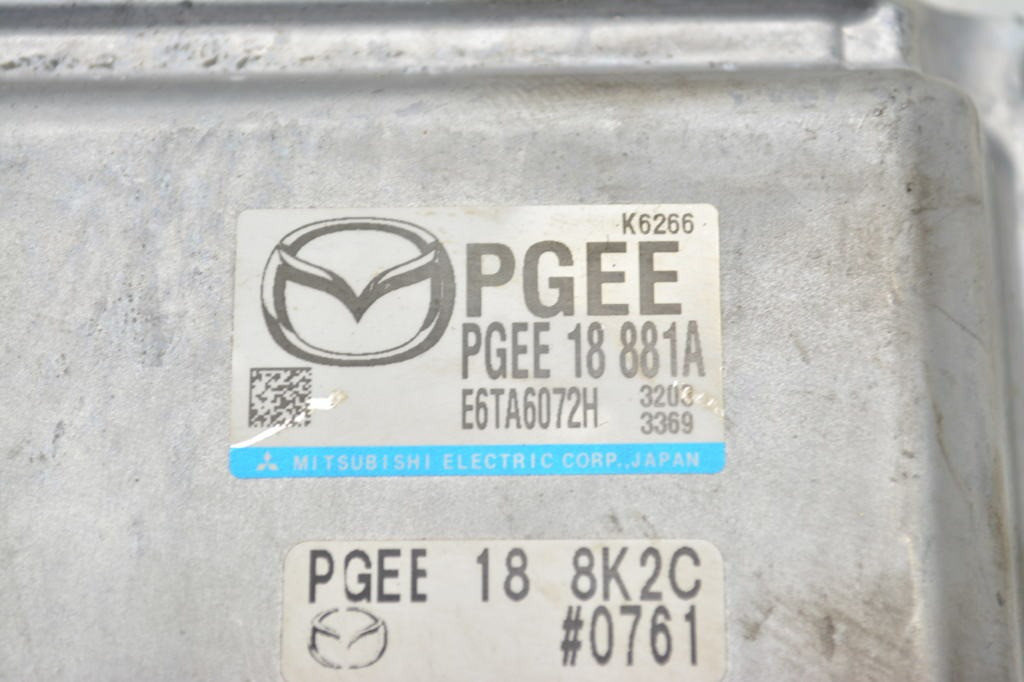 K6266
PGEE
PGEE 18 881A
E6TA6072H 3203
3369
MITSUBISHI ELECTRIC CORP.,JAPAN
PGEE 18 8K2C
#0761